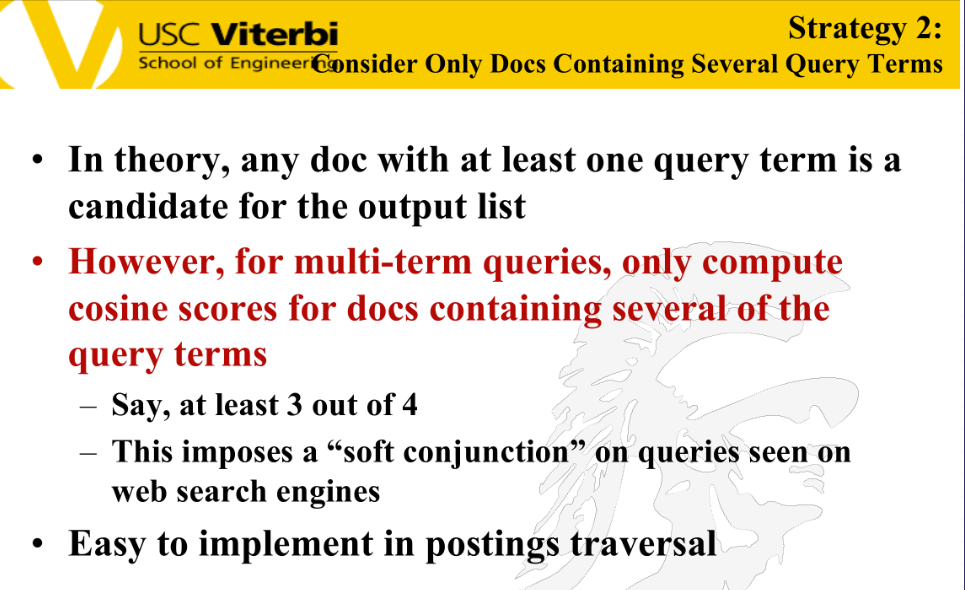 USC Viterbi
School of Engineering
Strategy 2:
Consider Only Docs Containing Several Query Terms
• In theory, any doc with at least one query term is a
candidate for the output list
• However, for multi-term queries, only compute
cosine scores for docs containing several of the
query terms
– Say, at least 3 out of 4
– This imposes a “soft conjunction” on queries seen on
web search engines
• Easy to implement in postings traversal